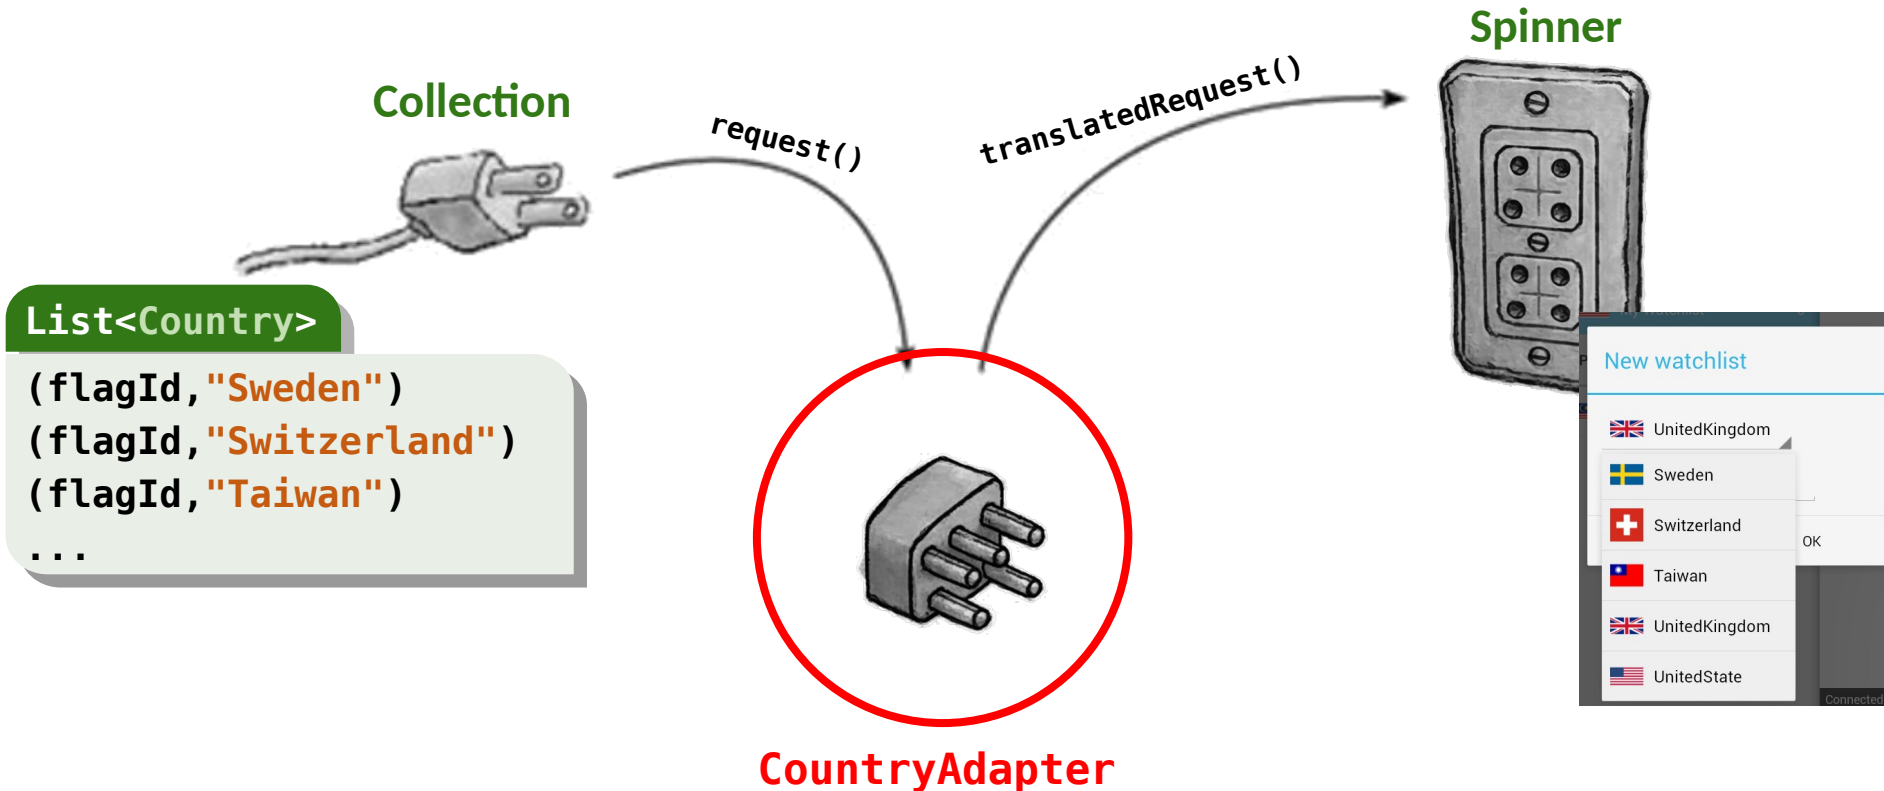 Spinner
Collection
request()
translatedRequest()
List<Country>
(flagId,"Sweden")
(flagId,"Switzerland")
(flagId,"Taiwan")
...
New watchlist
UnitedKingdom
Sweden
Switzerland
OK
Taiwan
UnitedKingdom
UnitedState
Connected
CountryAdapter